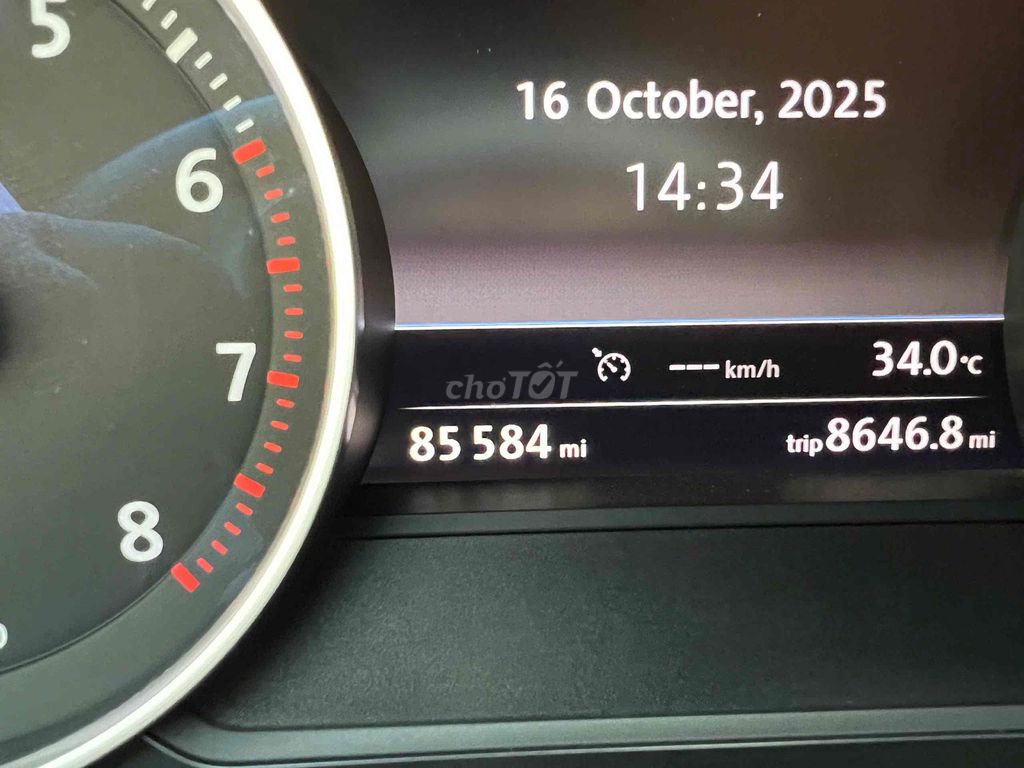 5
6
7
8
16 October, 2025
14:34
--- km/h
34.0°C
chợTỐT
85 584 mi
trip 8646.8 mi